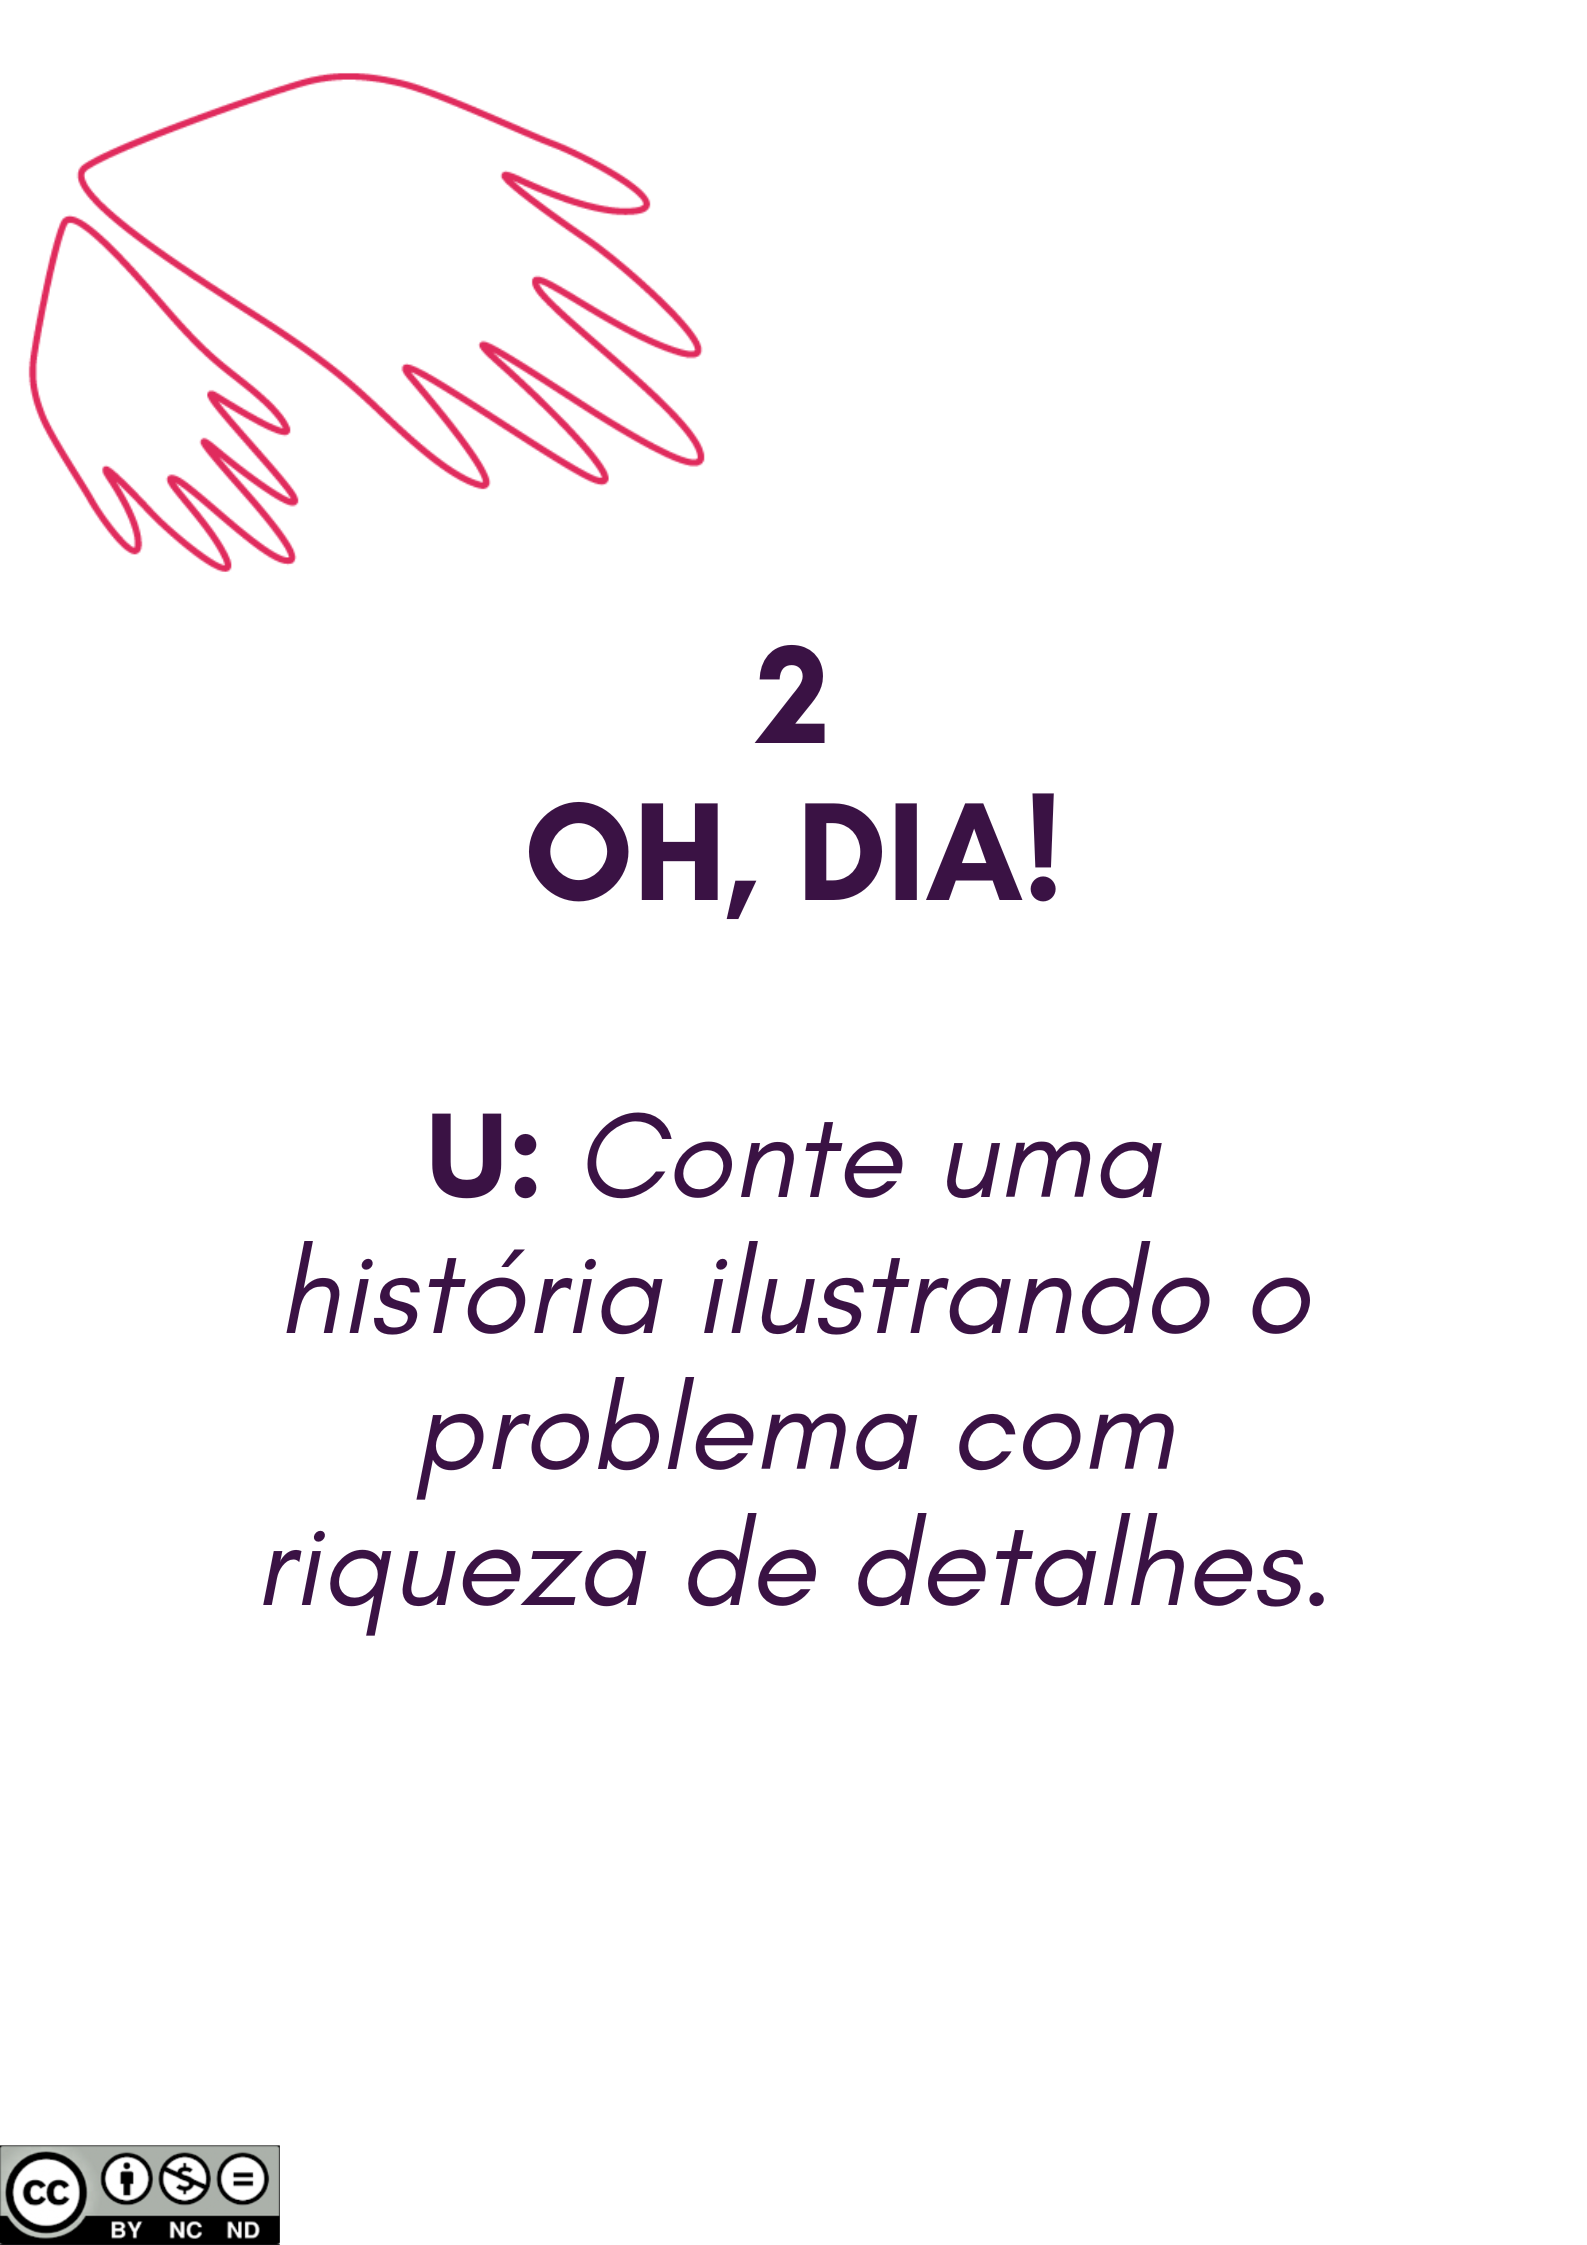 2
OH, DIA!
U: Conte uma
história ilustrando o
problema com
riqueza de detalhes.
cc
BY NC ND